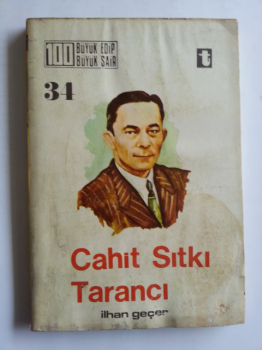 100 BÜYÜK EDİP
BÜYÜK ŞAİR
t
34
Cahıt Sıtkı
Tarancı
ilhan geçer